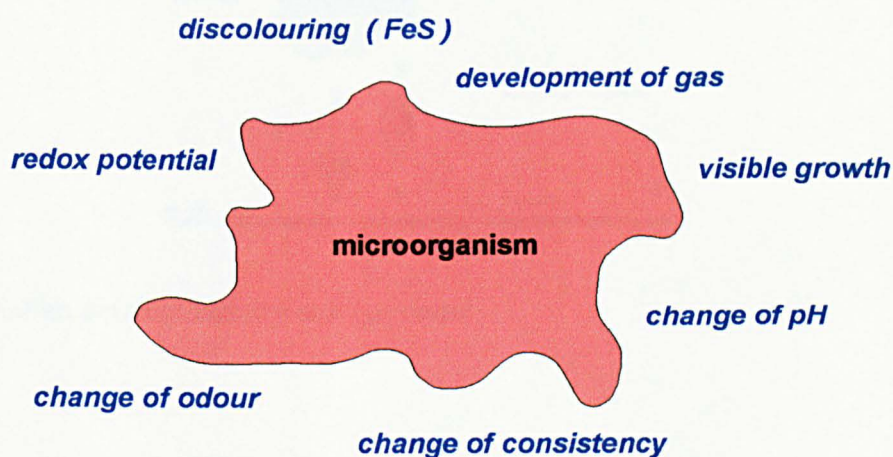 discolouring ( FeS )
development of gas
redox potential
visible growth
microorganism
change of pH
change of odour
change of consistency